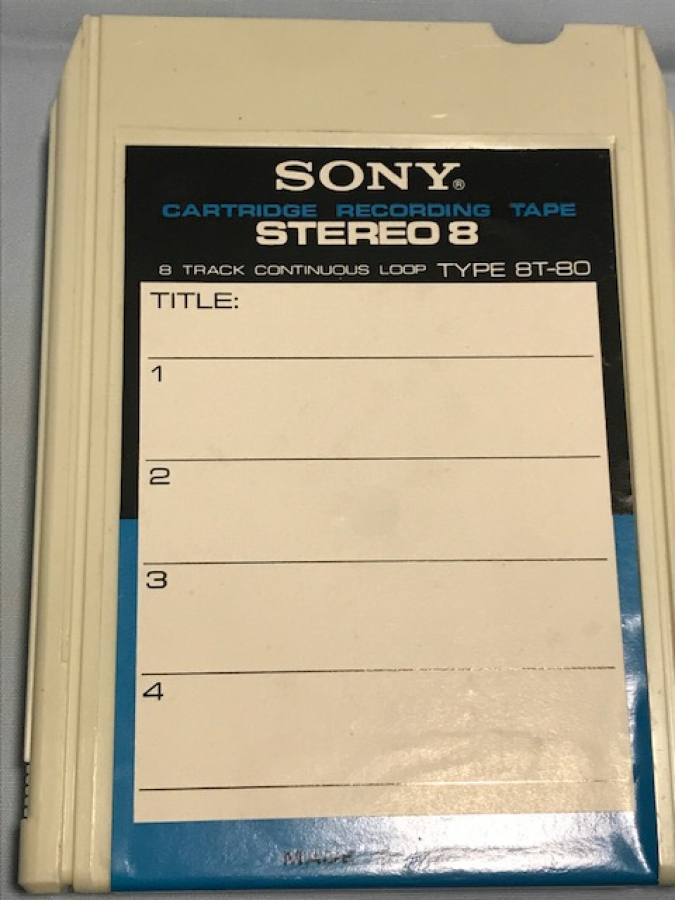 SONY®
CARTRIDGE RECORDING TAPE
STEREO 8
8 TRACK CONTINUOUS LOOP TYPE 8T-80
TITLE:
1
2
3
4